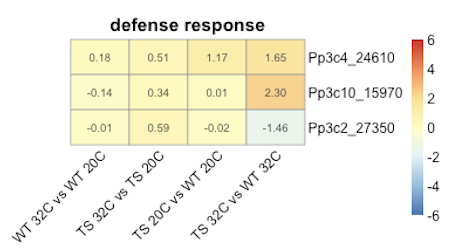 defense response
0.18 0.51 1.17 1.65 Pp3c4_24610
-0.14 0.34 0.01 2.30 Pp3c10_15970
-0.01 0.59 -0.02 -1.46 Pp3c2_27350
WT 32C vs WT 20C
TS 32C vs TS 20C
TS 20C vs WT 20C
TS 32C vs WT 32C
6
4
2
0
-2
-4
-6